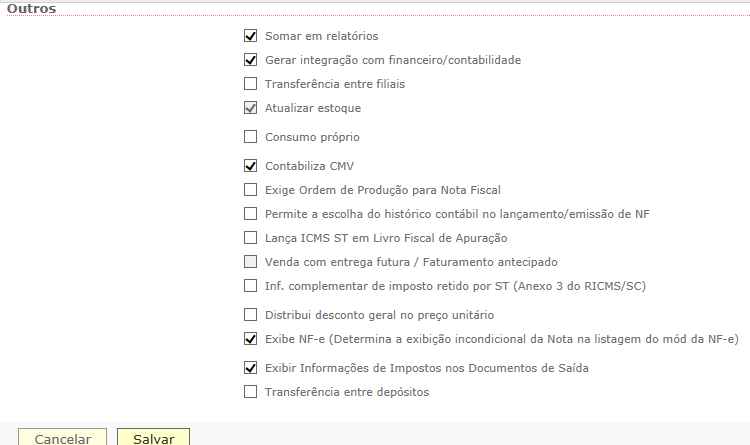 Outros
Somar em relatórios
Gerar integração com financeiro/contabilidade
Transferência entre filiais
Atualizar estoque
Consumo próprio
Contabiliza CMV
Exige Ordem de Produção para Nota Fiscal
Permite a escolha do histórico contábil no lançamento/emissão de NF
Lança ICMS ST em Livro Fiscal de Apuração
Venda com entrega futura / Faturamento antecipado
Inf. complementar de imposto retido por ST (Anexo 3 do RICMS/SC)
Distribui desconto geral no preço unitário
Exibe NF-e (Determina a exibição incondicional da Nota na listagem do mód da NF-e)
Exibir Informações de Impostos nos Documentos de Saída
Transferência entre depósitos
Cancelar Salvar